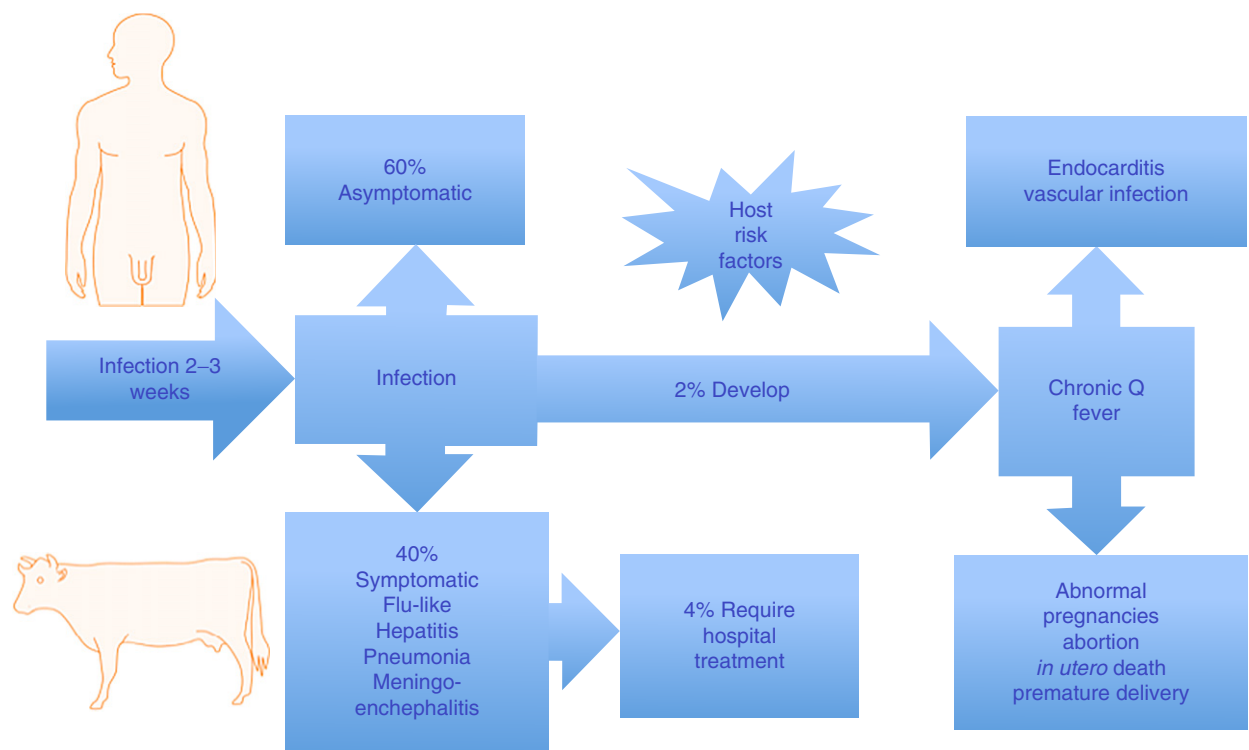 60%
Asymptomatic
Host
risk
factors
Endocarditis
vascular infection
Infection 2–3
weeks
Infection
2% Develop
Chronic Q
fever
40%
Symptomatic
Flu-like
Hepatitis
Pneumonia
Meningo-
enchephalitis
4% Require
hospital
treatment
Abnormal
pregnancies
abortion
in utero death
premature delivery